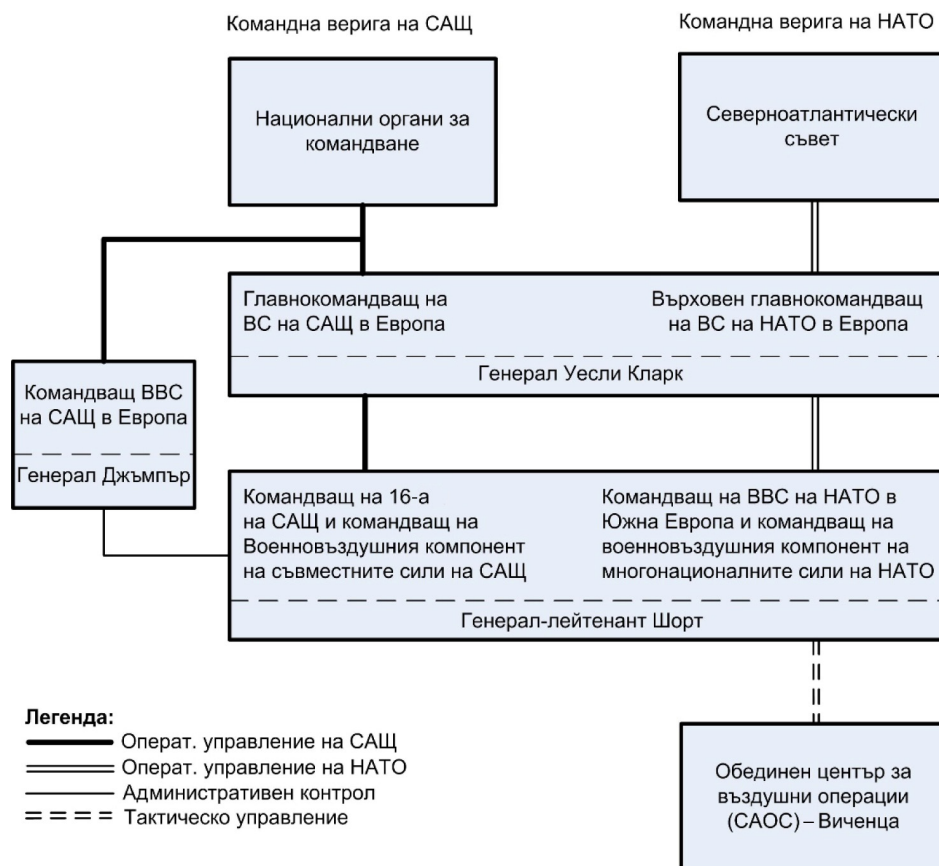 Командна верига на САЩ
Командна верига на НАТО
Национални органи за
командване
Северноатлантически
съвет
Главнокомандващ на
ВС на САЩ в Европа
Върховен главнокомандващ
на ВС на НАТО в Европа
Генерал Уесли Кларк
Командващ ВВС
на САЩ в Европа
Генерал Джъмпър
Командващ на 16-а
на САЩ и командващ на
Военновъздушния компонент
на съвместните сили на САЩ
Командващ на ВВС на НАТО в
Южна Европа и командващ на
военновъздушния компонент на
многонационалните сили на НАТО
Генерал-лейтенант Шорт
Легенда:
Операт. управление на САЩ
Операт. управление на НАТО
Административен контрол
Тактическо управление
Обединен център за
въздушни операции
(САОС) – Виченца